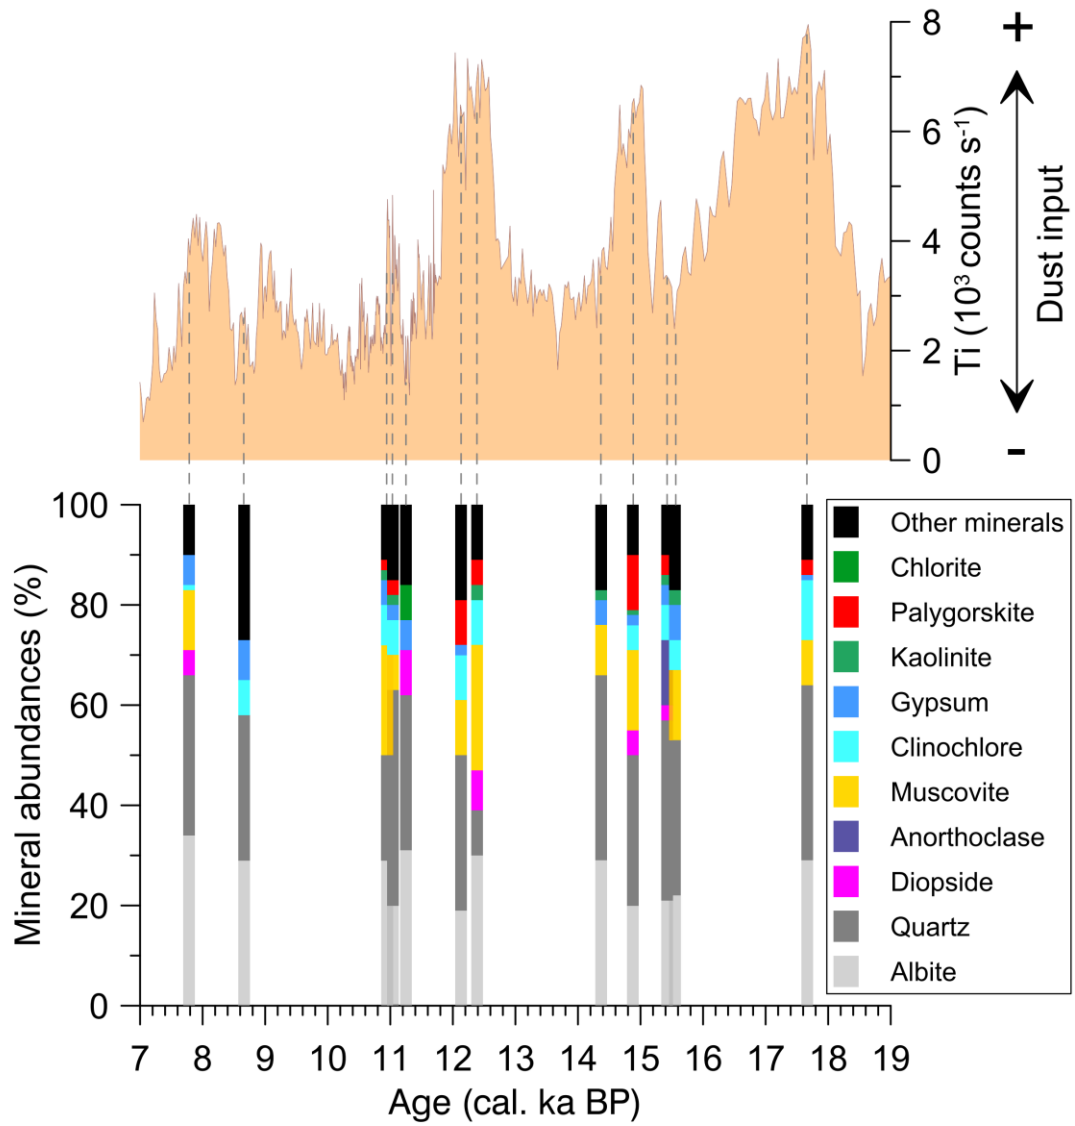 8
6
4
2
0
Ti (10³ counts s⁻¹)
+
Dust input
-
100
80
60
40
20
0
Mineral abundances (%)
Other minerals
Chlorite
Palygorskite
Kaolinite
Gypsum
Clinochlore
Muscovite
Anorthoclase
Diopside
Quartz
Albite
7 8 9 10 11 12 13 14 15 16 17 18 19
Age (cal. ka BP)